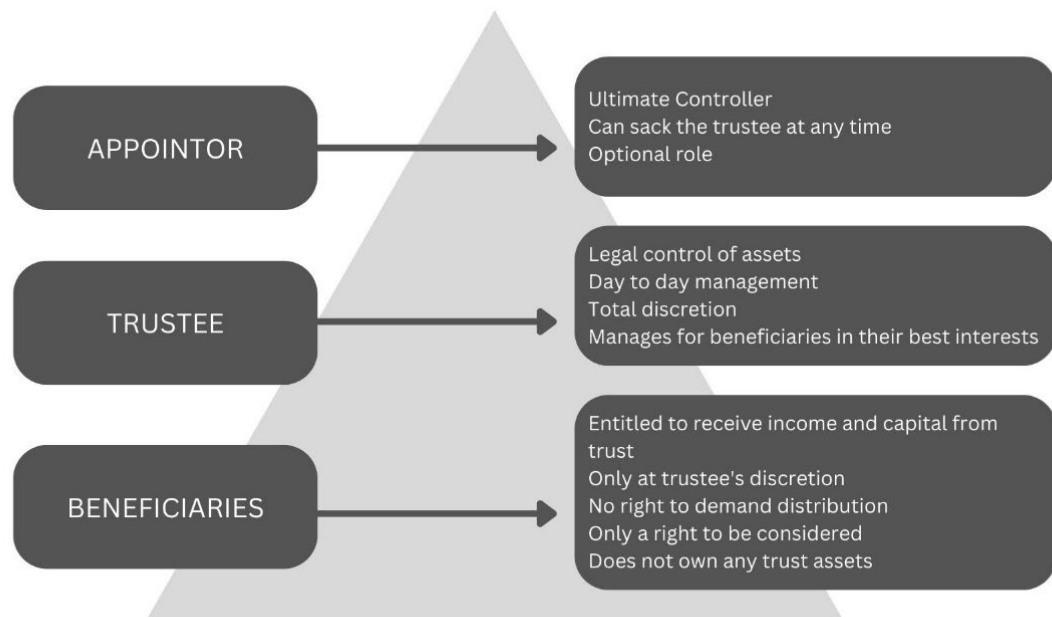 APPOINTOR
Ultimate Controller
Can sack the trustee at any time
Optional role
TRUSTEE
Legal control of assets
Day to day management
Total discretion
Manages for beneficiaries in their best interests
BENEFICIARIES
Entitled to receive income and capital from
trust
Only at trustee's discretion
No right to demand distribution
Only a right to be considered
Does not own any trust assets